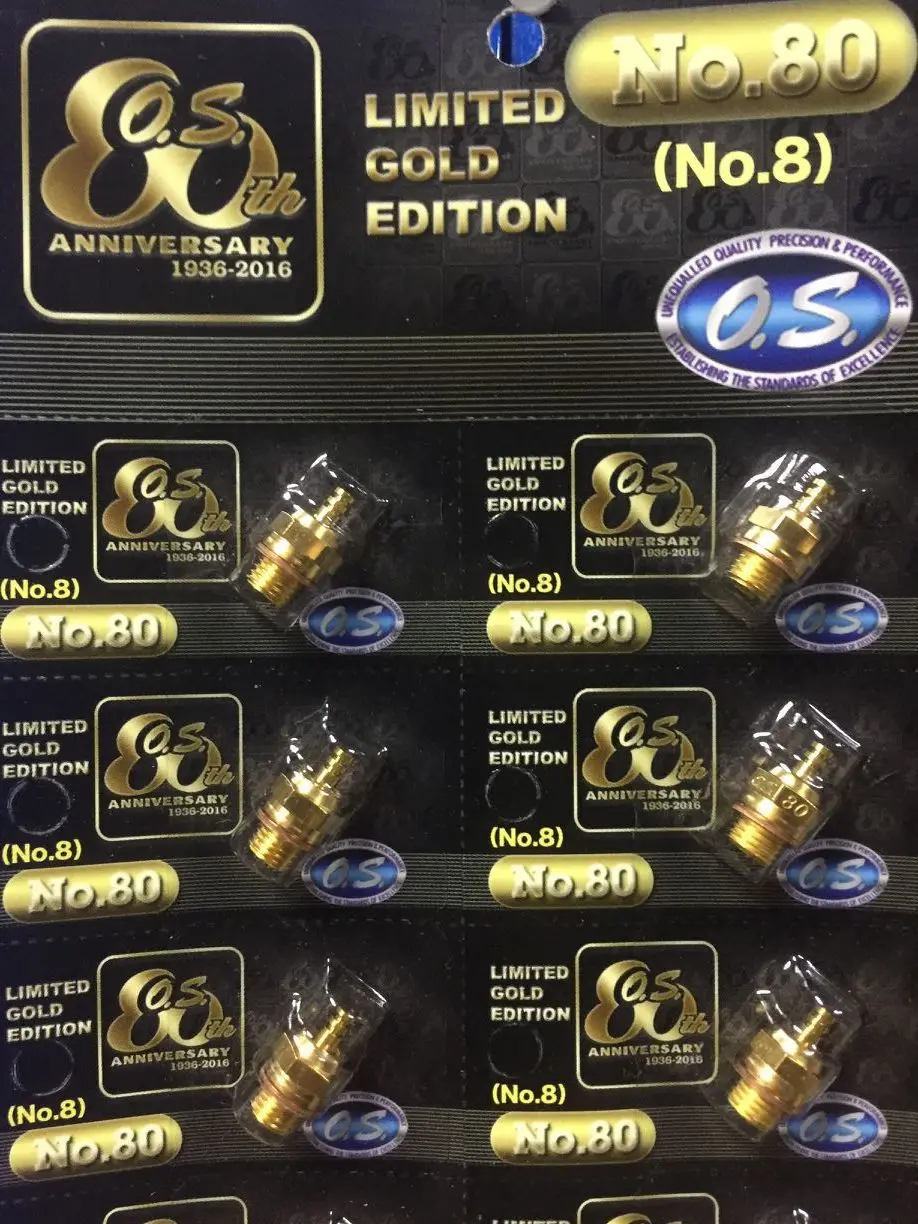 O.S.
80th
ANNIVERSARY
1936-2016
LIMITED
GOLD
EDITION
No.80
(No.8)
UNEQUALLED QUALITY PRECISION & PERFORMANCE
O.S.
ESTABLISHING THE STANDARDS OF EXCELLENCE
LIMITED
GOLD
EDITION
O.S.
80th
ANNIVERSARY
1936-2016
(No.8)
No.80
O.S.
LIMITED
GOLD
EDITION
O.S.
80th
ANNIVERSARY
1936-2016
(No.8)
No.80
O.S.
LIMITED
GOLD
EDITION
O.S.
80th
ANNIVERSARY
1936-2016
(No.8)
No.80
O.S.
LIMITED
GOLD
EDITION
O.S.
80th
ANNIVERSARY
1936-2016
80
(No.8)
No.80
O.S.
LIMITED
GOLD
EDITION
O.S.
80th
ANNIVERSARY
1936-2016
(No.8)
No.80
O.S.
LIMITED
GOLD
EDITION
O.S.
80th
ANNIVERSARY
1936-2016
(No.8)
No.80
O.S.